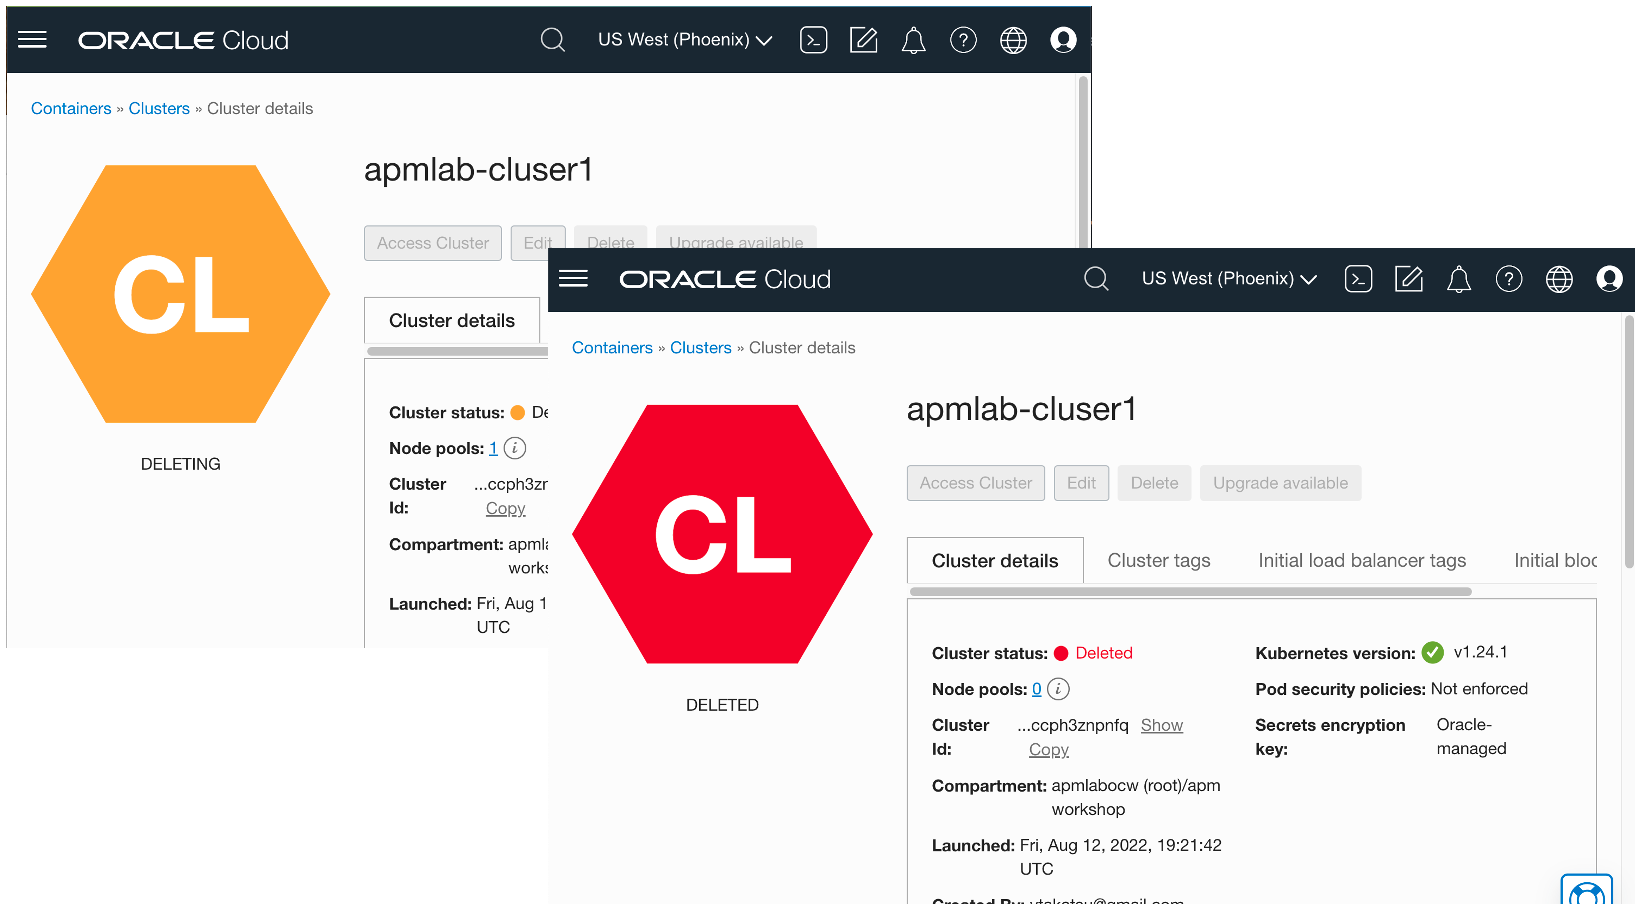 ORACLE Cloud
US West (Phoenix)
Containers » Clusters » Cluster details
apmlab-cluser1
Access Cluster Edit Delete Upgrade available
CL
DELETING
Cluster details
Cluster status: De
Node pools: 1
Cluster Id: ...ccph3zn
Copy
Compartment: apmla
works
Launched: Fri, Aug 1
UTC
ORACLE Cloud
US West (Phoenix)
Containers » Clusters » Cluster details
apmlab-cluser1
Access Cluster Edit Delete Upgrade available
CL
DELETED
Cluster details Cluster tags Initial load balancer tags Initial bloc
Cluster status: Deleted
Node pools: 0
Cluster Id: ...ccph3znpnfq Show
Copy
Compartment: apmlabocw (root)/apm
workshop
Launched: Fri, Aug 12, 2022, 19:21:42
UTC
Kubernetes version: v1.24.1
Pod security policies: Not enforced
Secrets encryption key: Oracle-
managed
Created By: